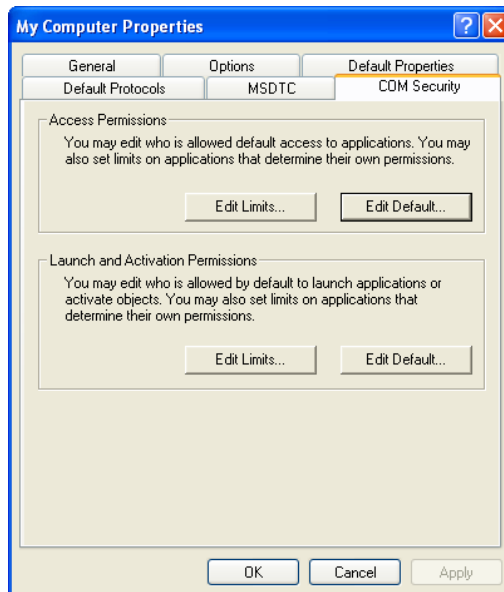 My Computer Properties
General Options Default Properties
Default Protocols MSDTC COM Security
Access Permissions
You may edit who is allowed default access to applications. You may
also set limits on applications that determine their own permissions.
Edit Limits... Edit Default...
Launch and Activation Permissions
You may edit who is allowed by default to launch applications or
activate objects. You may also set limits on applications that
determine their own permissions.
Edit Limits... Edit Default...
OK Cancel Apply